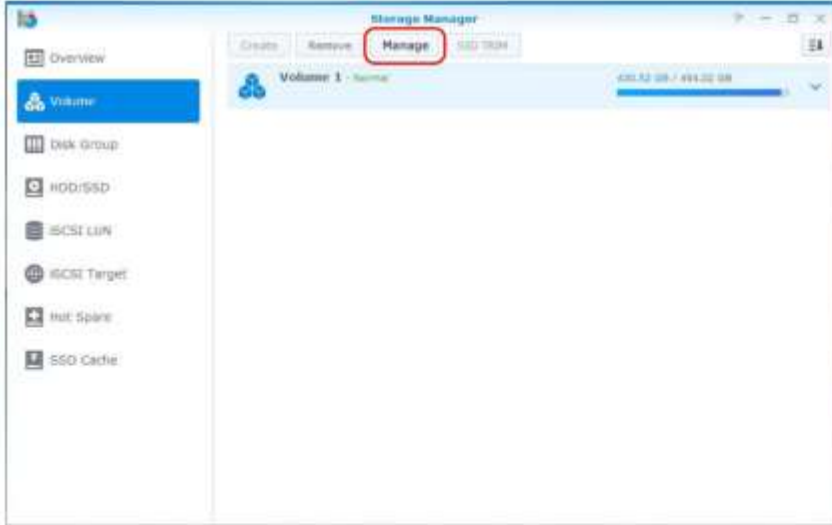 Storage Manager
Overview
Volume
Disk Group
HDD/SSD
iSCSI LUN
iSCSI Target
Hot Spare
SSD Cache
Create Remove Manage SSD TRIM
Volume 1 - Normal